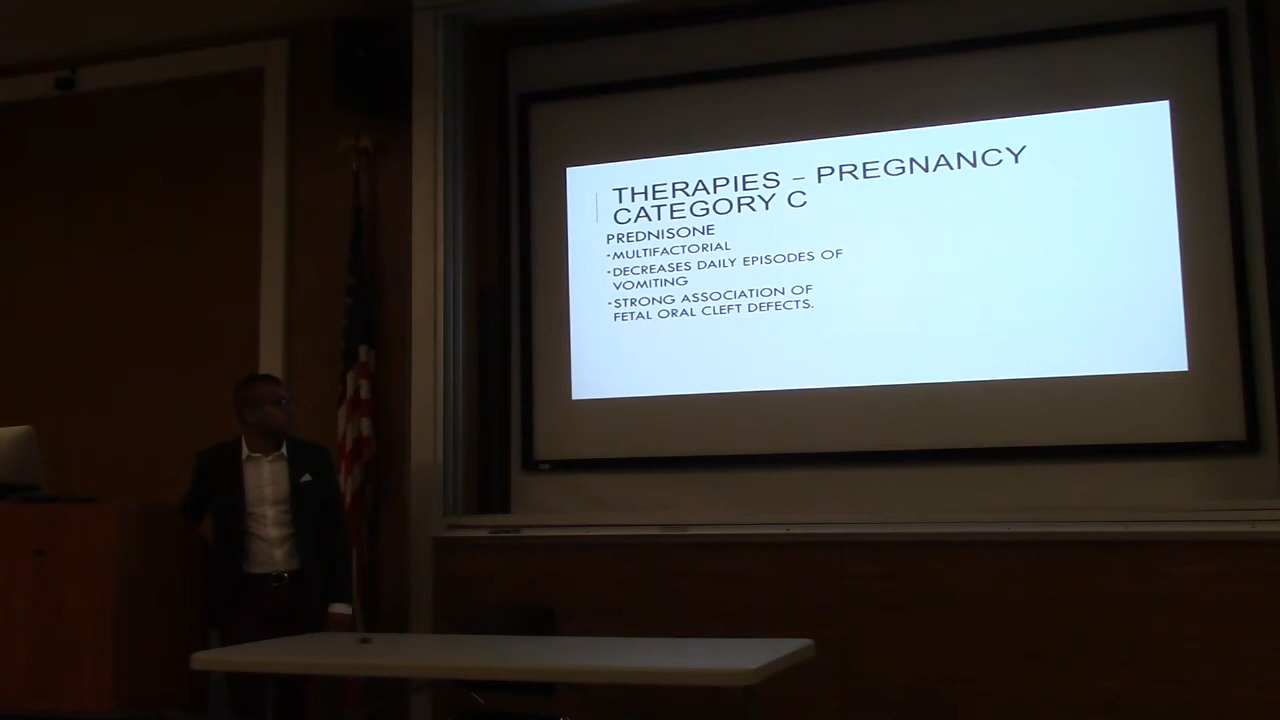 THERAPIES – PREGNANCY
CATEGORY C
PREDNISONE
•MULTIFACTORIAL
•DECREASES DAILY EPISODES OF
VOMITING
•STRONG ASSOCIATION OF
FETAL ORAL CLEFT DEFECTS.